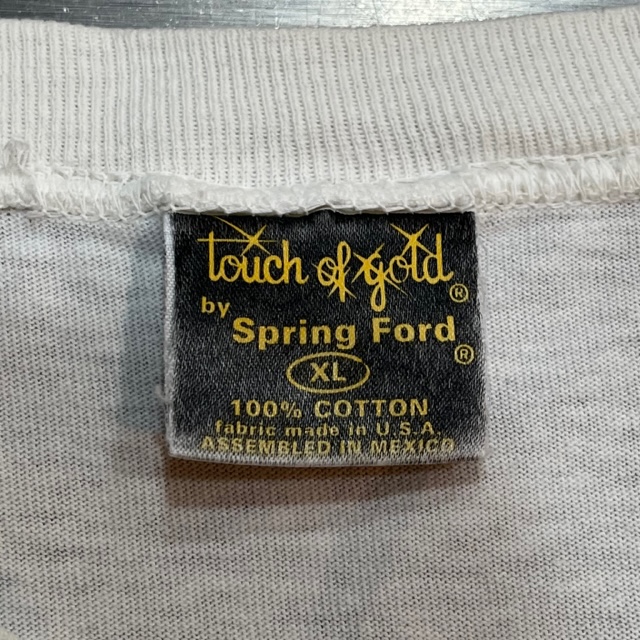 touch of gold®
by
Spring Ford®
XL
100% COTTON
fabric made in U.S.A
ASSEMBLED IN MEXICO